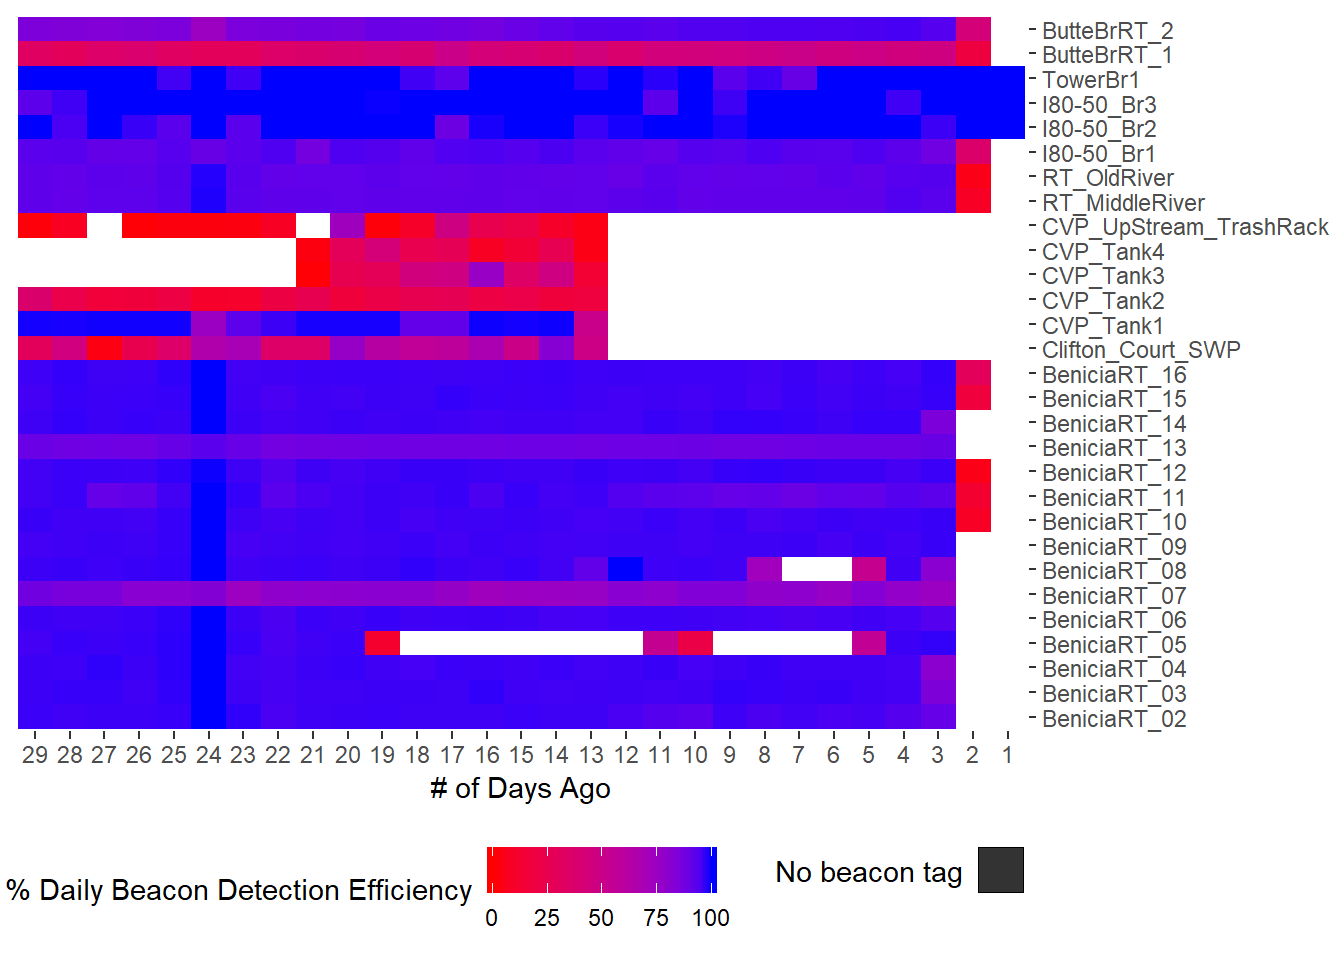 ButteBrRT_2
ButteBrRT_1
TowerBr1
I80-50_Br3
I80-50_Br2
I80-50_Br1
RT_OldRiver
RT_MiddleRiver
CVP_UpStream_TrashRack
CVP_Tank4
CVP_Tank3
CVP_Tank2
CVP_Tank1
Clifton_Court_SWP
BeniciaRT_16
BeniciaRT_15
BeniciaRT_14
BeniciaRT_13
BeniciaRT_12
BeniciaRT_11
BeniciaRT_10
BeniciaRT_09
BeniciaRT_08
BeniciaRT_07
BeniciaRT_06
BeniciaRT_05
BeniciaRT_04
BeniciaRT_03
BeniciaRT_02
29 28 27 26 25 24 23 22 21 20 19 18 17 16 15 14 13 12 11 10 9 8 7 6 5 4 3 2 1
# of Days Ago
% Daily Beacon Detection Efficiency
0 25 50 75 100
No beacon tag